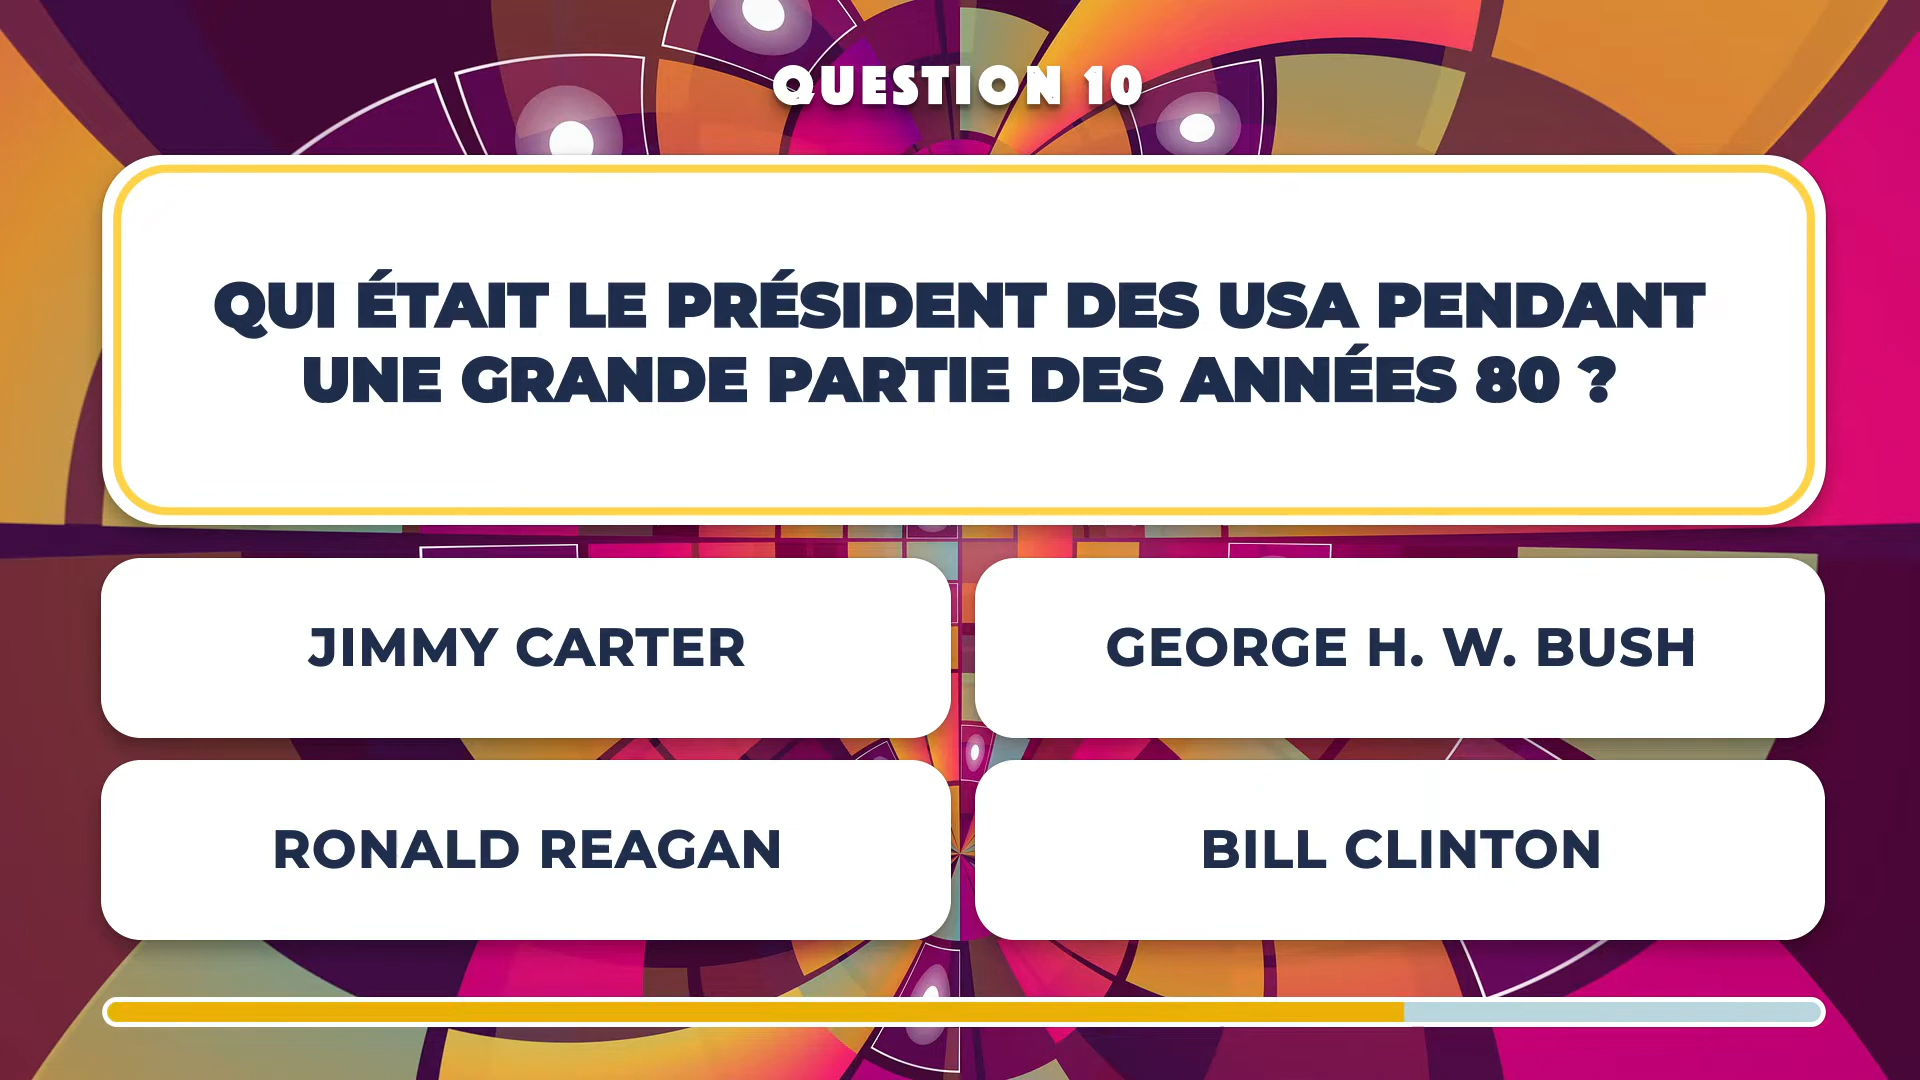 QUESTION 10
QUI ÉTAIT LE PRÉSIDENT DES USA PENDANT
UNE GRANDE PARTIE DES ANNÉES 80 ?
JIMMY CARTER
GEORGE H. W. BUSH
RONALD REAGAN
BILL CLINTON